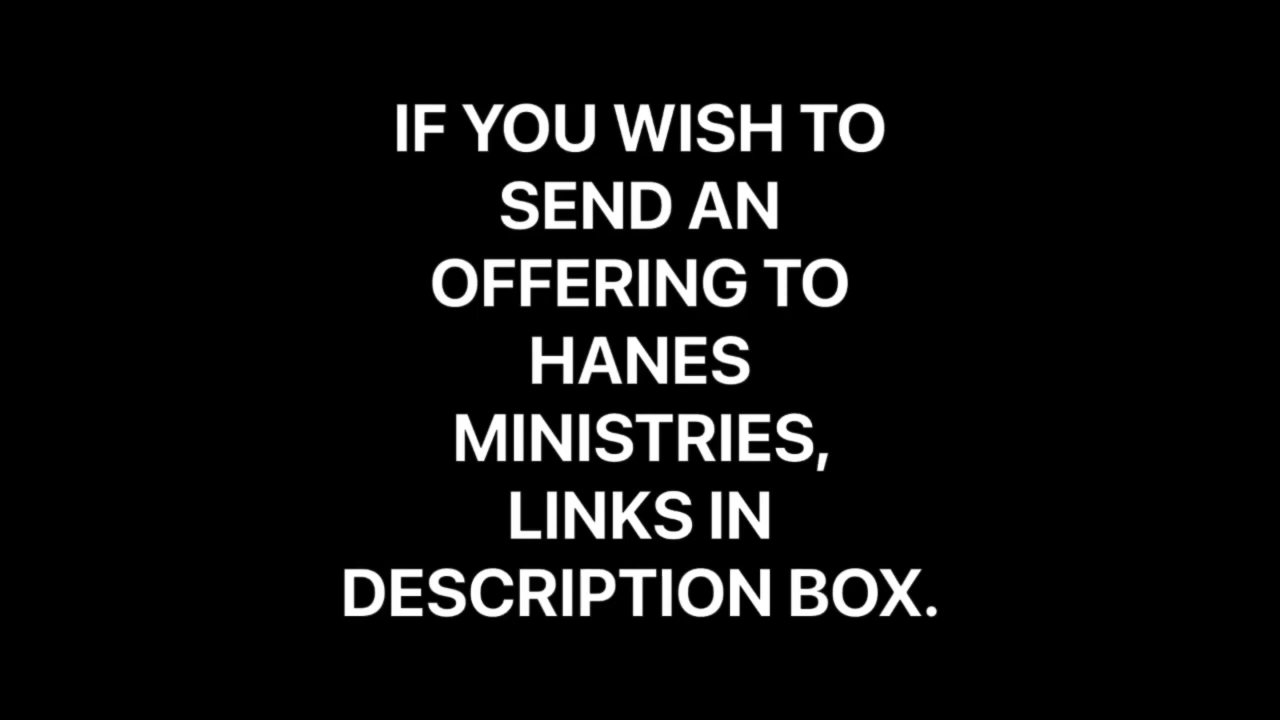 IF YOU WISH TO
SEND AN
OFFERING TO
HANES
MINISTRIES,
LINKS IN
DESCRIPTION BOX.